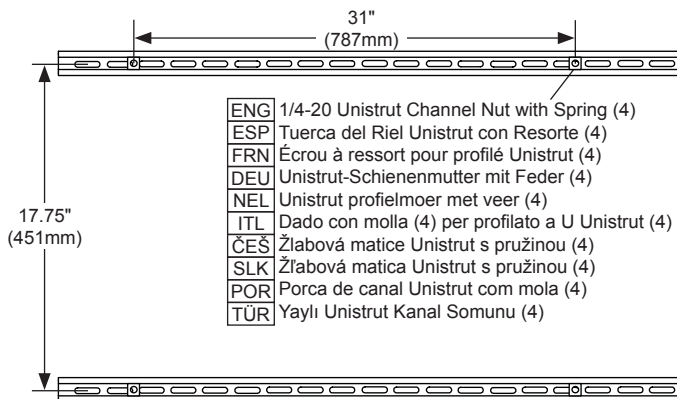 31"
(787mm)
ENG 1/4-20 Unistrut Channel Nut with Spring (4)
ESP Tuerca del Riel Unistrut con Resorte (4)
FRN Écrou à ressort pour profilé Unistrut (4)
DEU Unistrut-Schienenmutter mit Feder (4)
NEL Unistrut profielmoer met veer (4)
ITL Dado con molla (4) per profilato a U Unistrut (4)
ČEŠ Žlabová matice Unistrut s pružinou (4)
SLK Žľabová matica Unistrut s pružinou (4)
POR Porca de canal Unistrut com mola (4)
TÜR Yaylı Unistrut Kanal Somunu (4)
17.75"
(451mm)